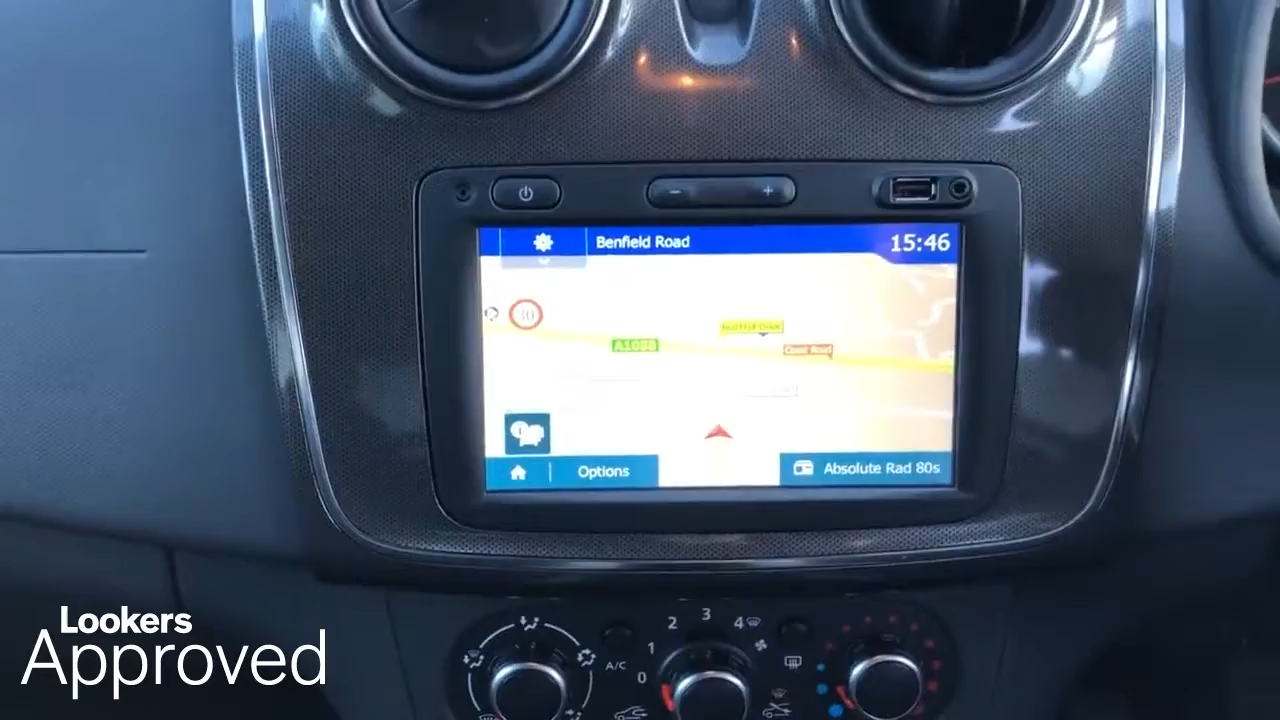 Benfield Road
15:46
30
A1058
Coast Road
Options
Absolute Rad 80s
0 1 2 3 4
A/C
Lookers
Approved